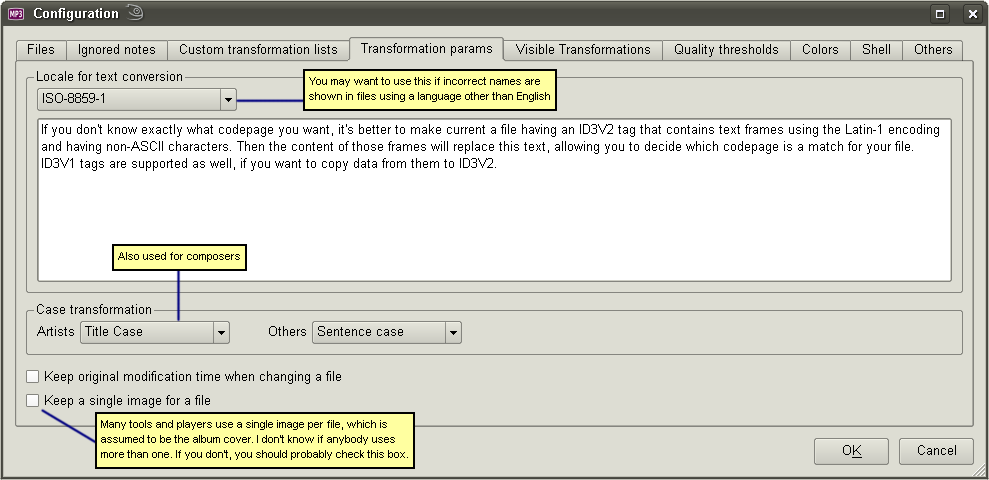 MP3 Configuration
Files Ignored notes Custom transformation lists Transformation params Visible Transformations Quality thresholds Colors Shell Others
Locale for text conversion
ISO-8859-1
You may want to use this if incorrect names are
shown in files using a language other than English
If you don't know exactly what codepage you want, it's better to make current a file having an ID3V2 tag that contains text frames using the Latin-1 encoding
and having non-ASCII characters. Then the content of those frames will replace this text, allowing you to decide which codepage is a match for your file.
ID3V1 tags are supported as well, if you want to copy data from them to ID3V2.
Also used for composers
Case transformation
Artists Title Case Others Sentence case
Keep original modification time when changing a file
Keep a single image for a file
Many tools and players use a single image per file, which is
assumed to be the album cover. I don't know if anybody uses
more than one. If you don't, you should probably check this box.
OK Cancel